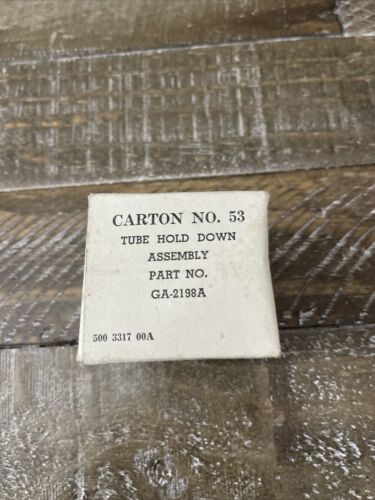 CARTON NO. 53
TUBE HOLD DOWN
ASSEMBLY
PART NO.
GA-2198A
500 3317 00A